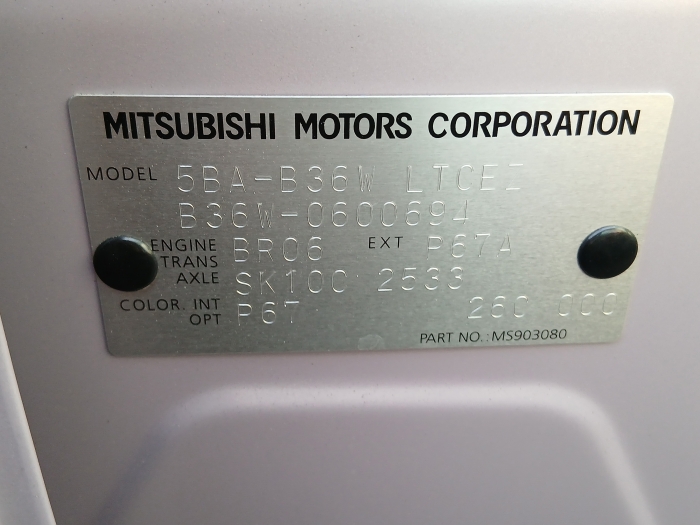 MITSUBISHI MOTORS CORPORATION
MODEL 5BA-B36W LTCEZ
B36W-0600694
ENGINE BR06 EXT P67A
TRANS
AXLE SK10C 2533
COLOR. INT
OPT P67 260 000
PART NO.: MS903080